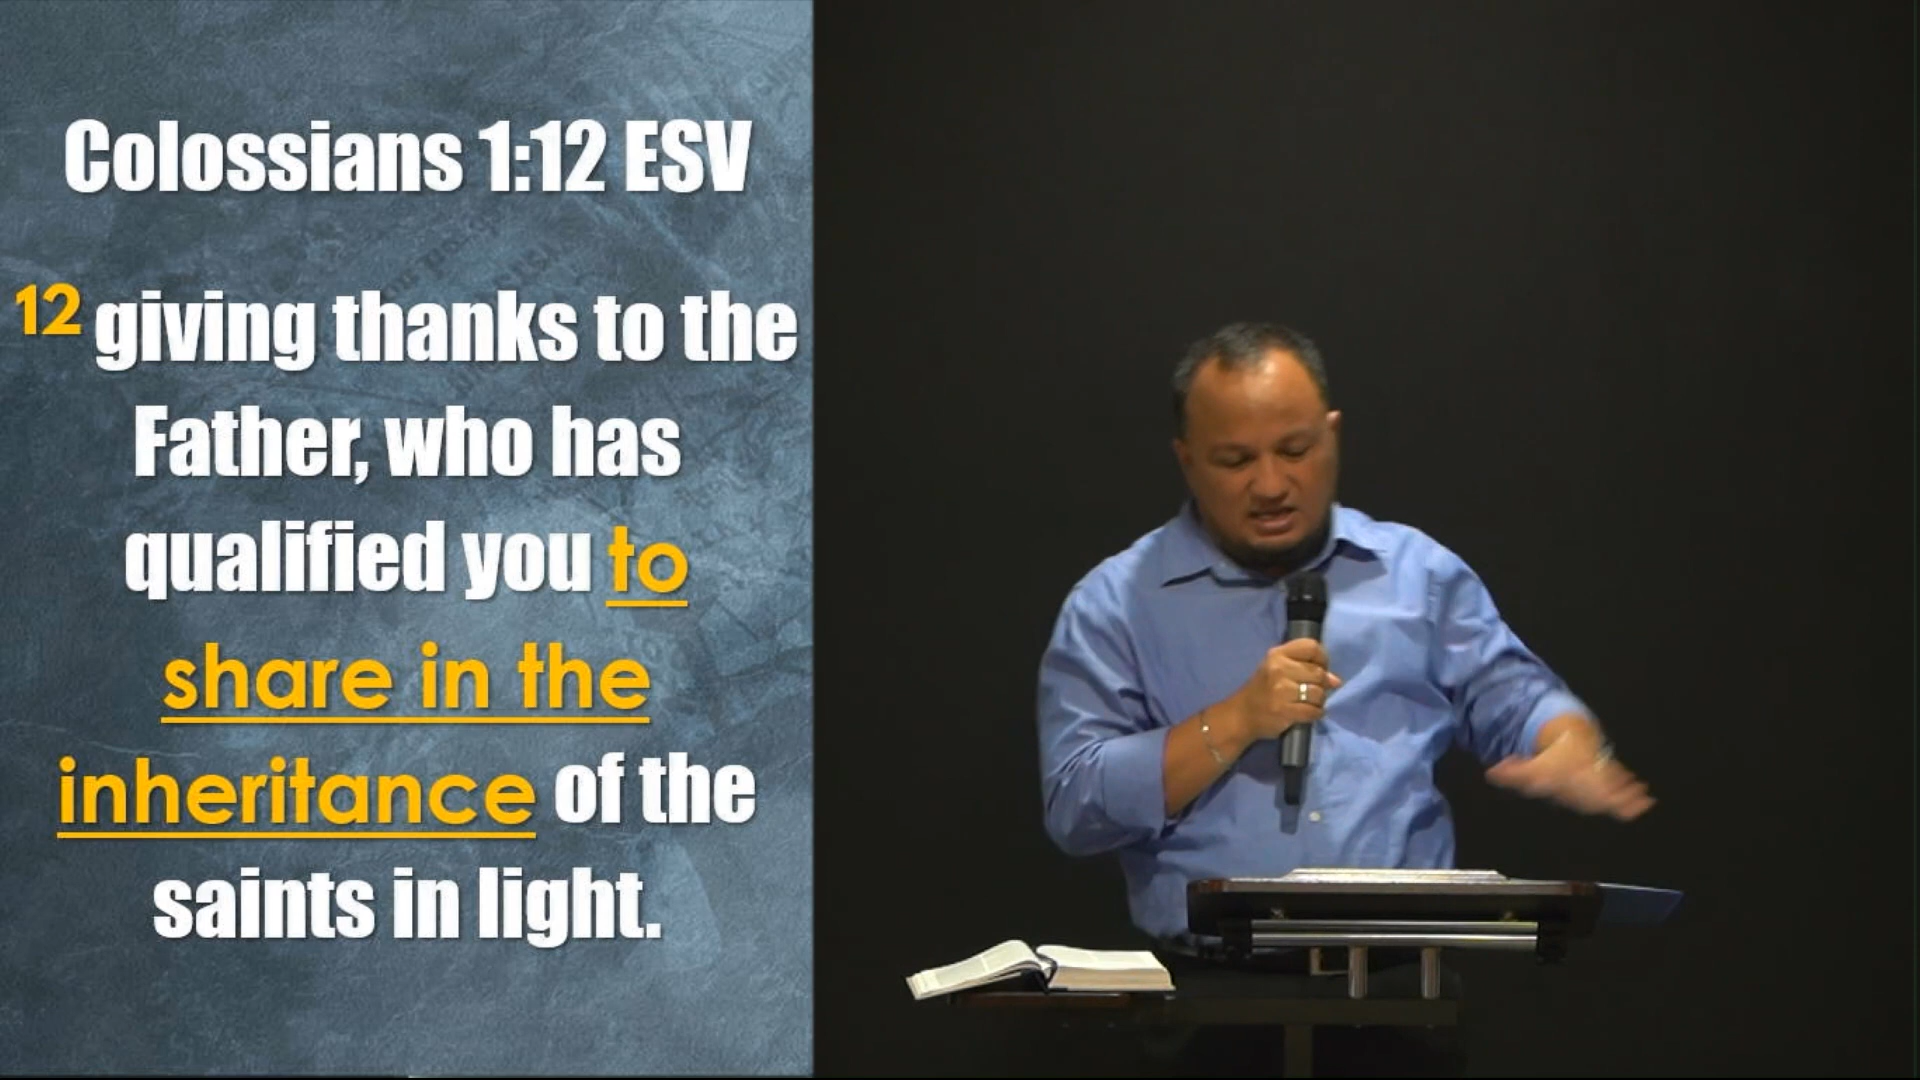 Colossians 1:12 ESV
12 giving thanks to the
Father, who has
qualified you to
share in the
inheritance of the
saints in light.